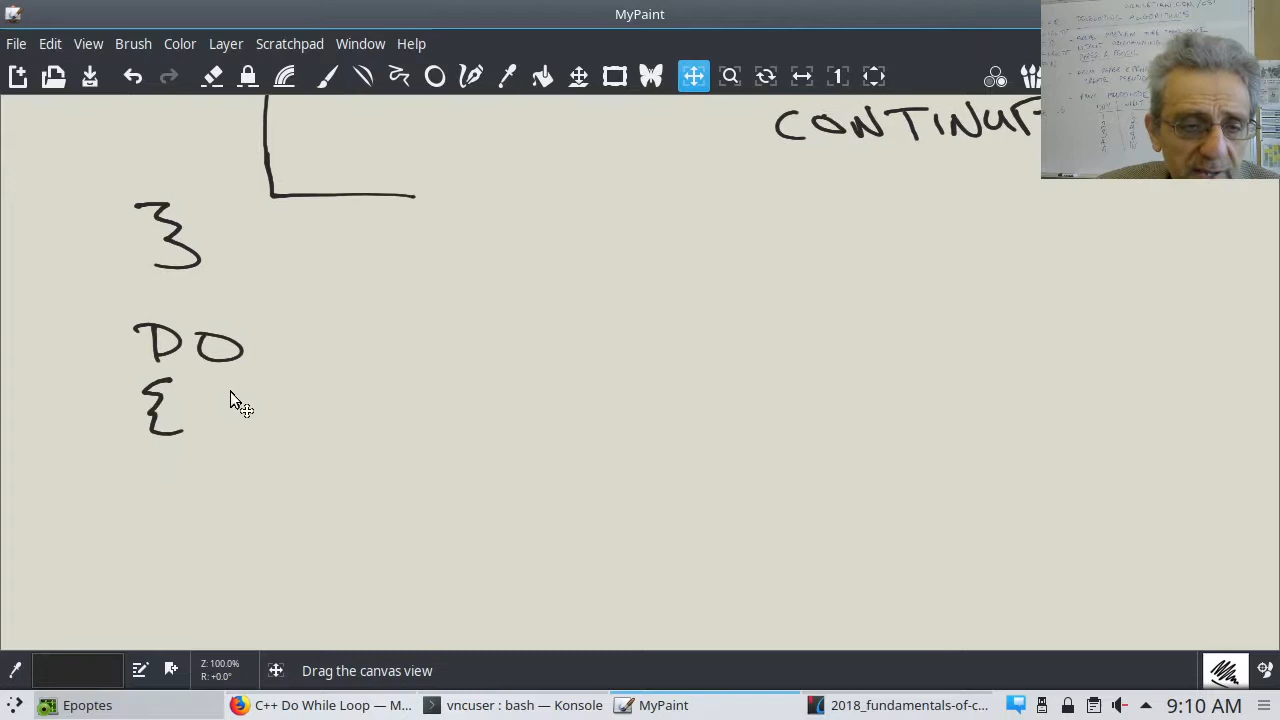 MyPaint
File Edit View Brush Color Layer Scratchpad Window Help
CONTINUE
}
DO
{
Z: 100.0%
R: +0.0°
Drag the canvas view
Epoptes
C++ Do While Loop — M...
vncuser : bash — Konsole
MyPaint
2018_fundamentals-of-c...
9:10 AM